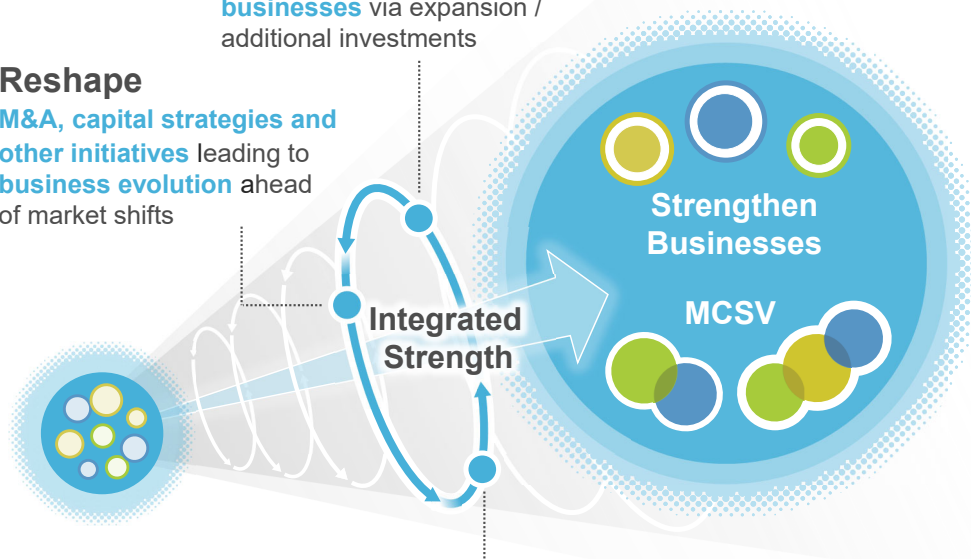 businesses via expansion /
additional investments
Reshape
M&A, capital strategies and
other initiatives leading to
business evolution ahead
of market shifts
Integrated
Strength
Strengthen
Businesses
MCSV